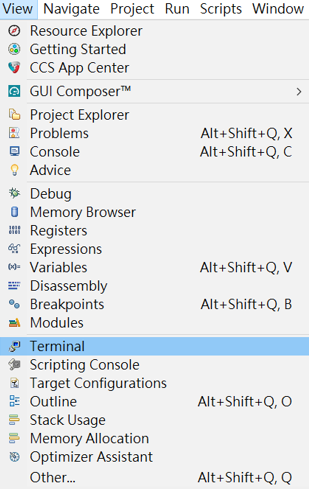 View Navigate Project Run Scripts Window
Resource Explorer
Getting Started
CCS App Center
GUI Composer™
Project Explorer
Problems Alt+Shift+Q, X
Console Alt+Shift+Q, C
Advice
Debug
Memory Browser
Registers
Expressions
Variables Alt+Shift+Q, V
Disassembly
Breakpoints Alt+Shift+Q, B
Modules
Terminal
Scripting Console
Target Configurations
Outline Alt+Shift+Q, O
Stack Usage
Memory Allocation
Optimizer Assistant
Other... Alt+Shift+Q, Q